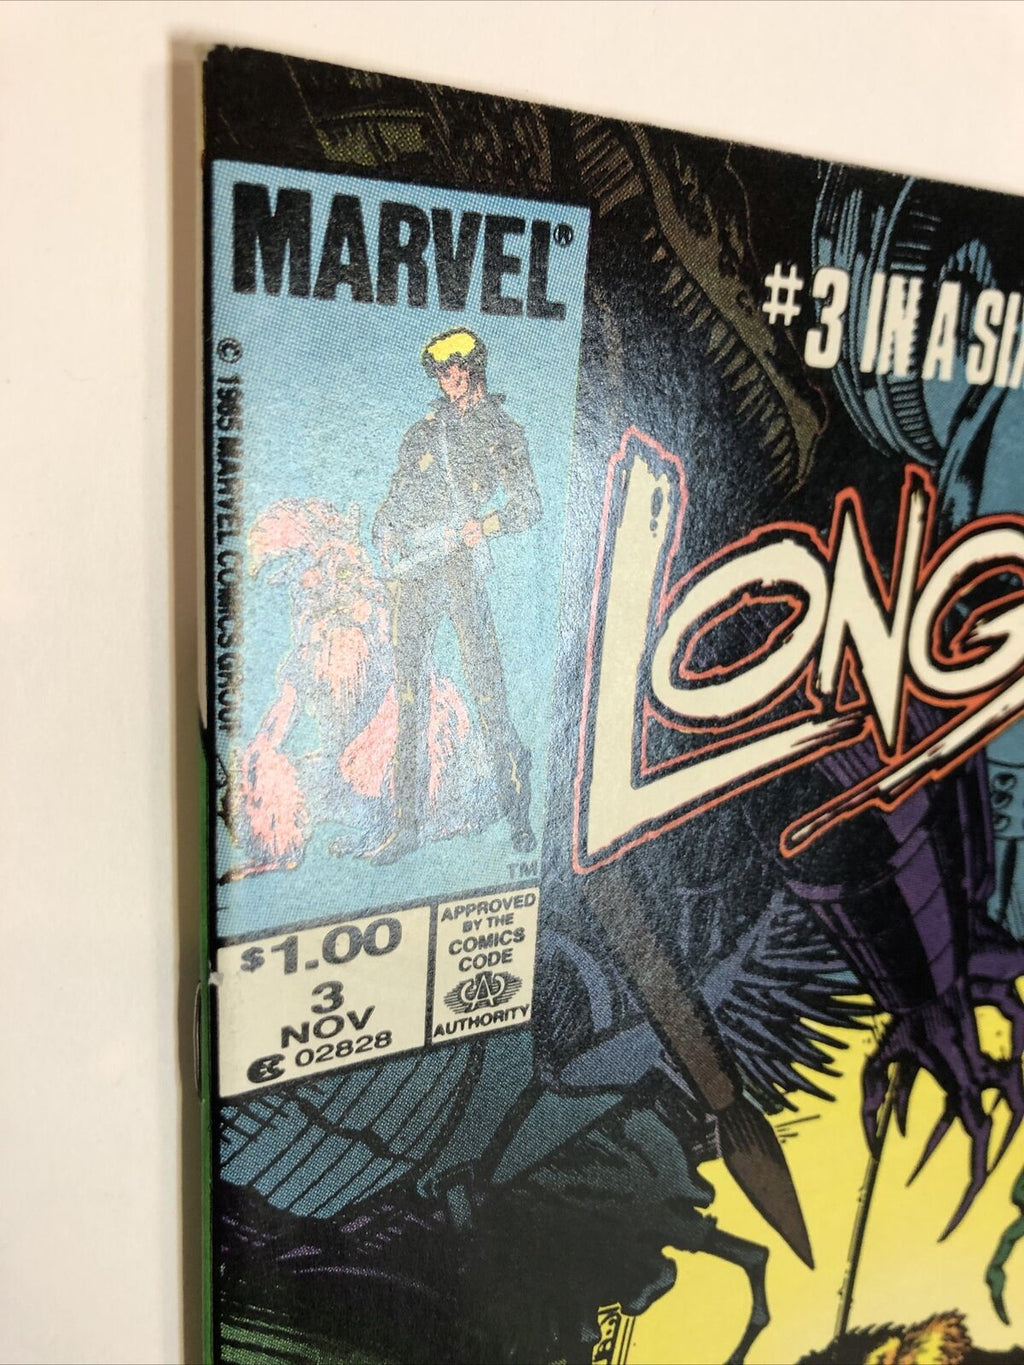 MARVEL®
© 1985 MARVEL COMICS GROUP
#3 IN A SI
LONG
TM
$1.00
3
NOV
02828
APPROVED
BY THE
COMICS
CODE
AUTHORITY